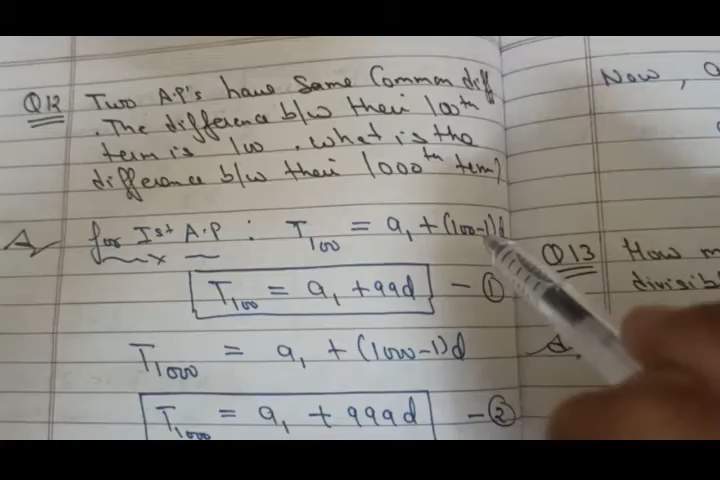 Q12 Two A.P's have Same Common diff
. The difference b/w their 100th
term is 100 . what is the
difference b/w their 1000th term?
A for Ist A.P : T100 = a1 + (100-1)d
T100 = a1 + 99d - ①
T1000 = a1 + (1000-1)d
T1000 = a1 + 999d - ②
Now ,
Q13 How
A